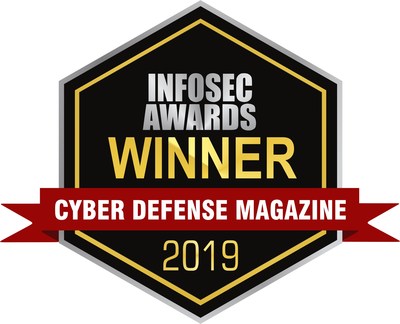 INFOSEC
AWARDS
WINNER
CYBER DEFENSE MAGAZINE
2019